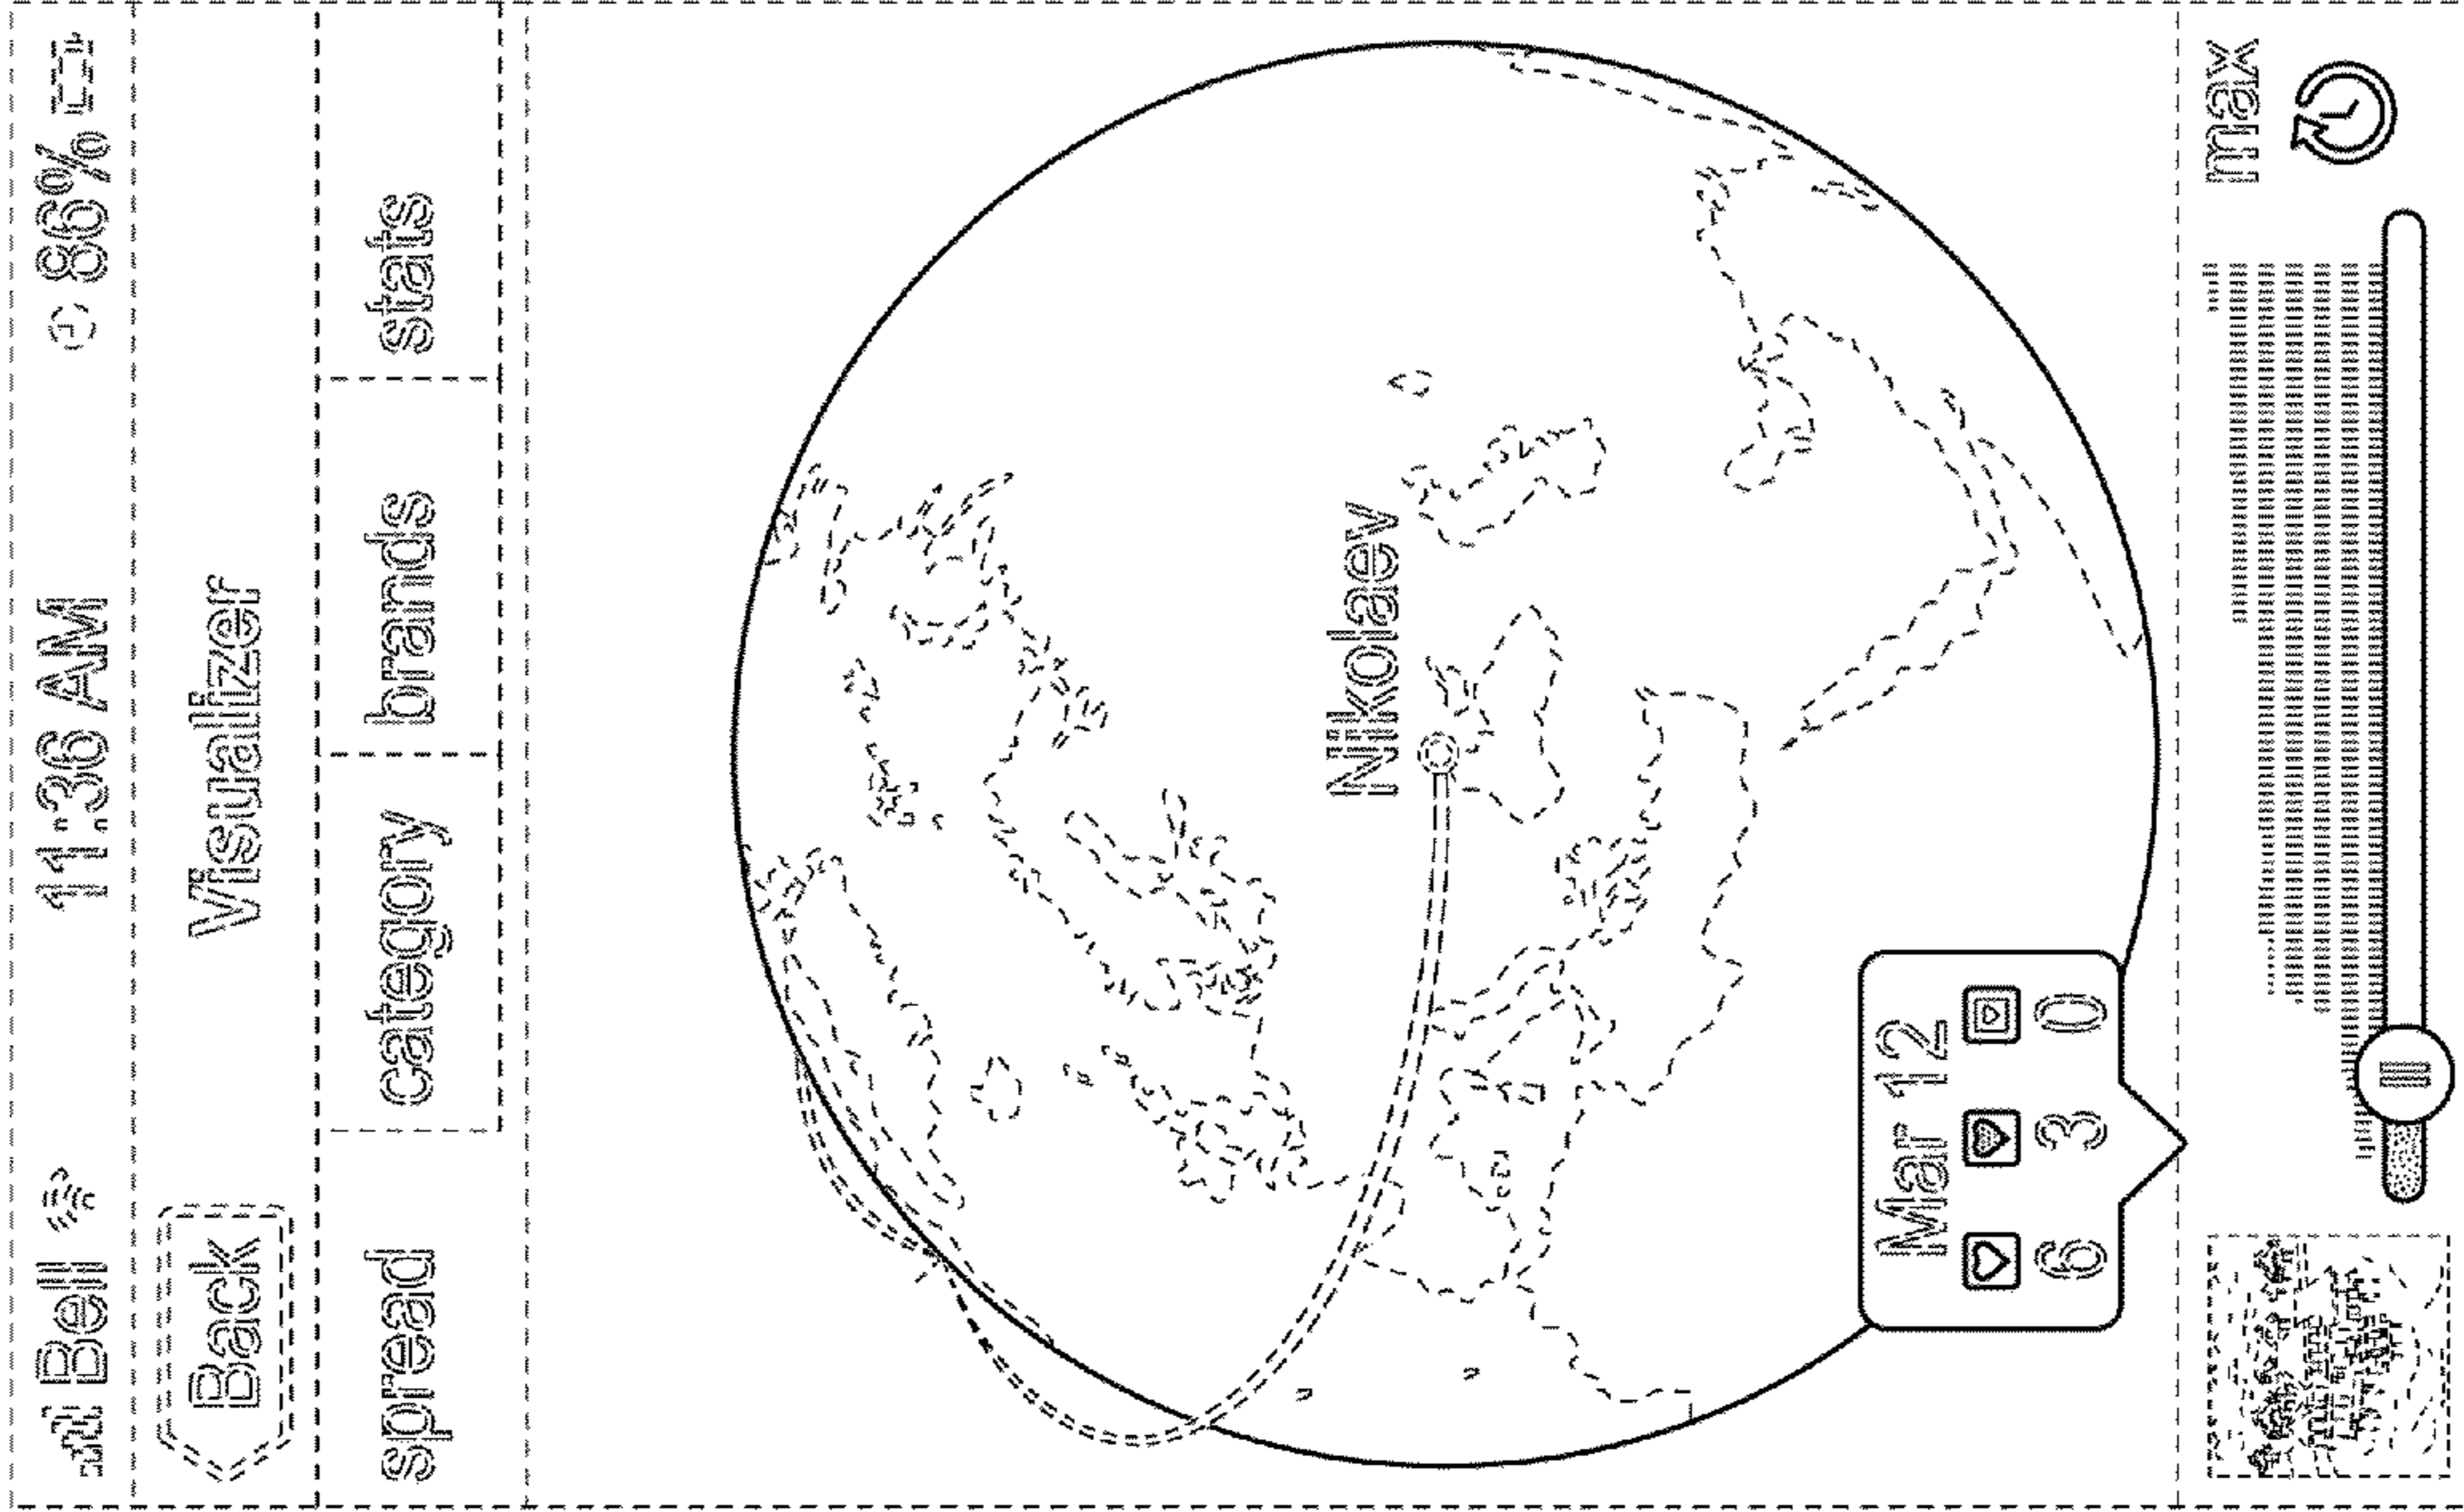 Bell 11:36 AM 86%
Back Visualizer
spread category brands stats
Nikolaev
Mar 12
6 3 0
max